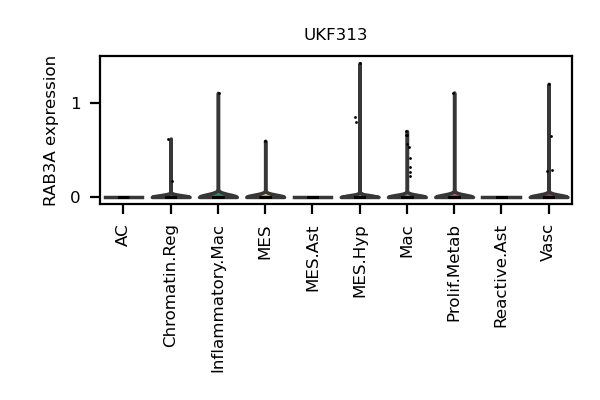 UKF313
RAB3A expression
1
0
AC
Chromatin.Reg
Inflammatory.Mac
MES
MES.Ast
MES.Hyp
Mac
Prolif.Metab
Reactive.Ast
Vasc